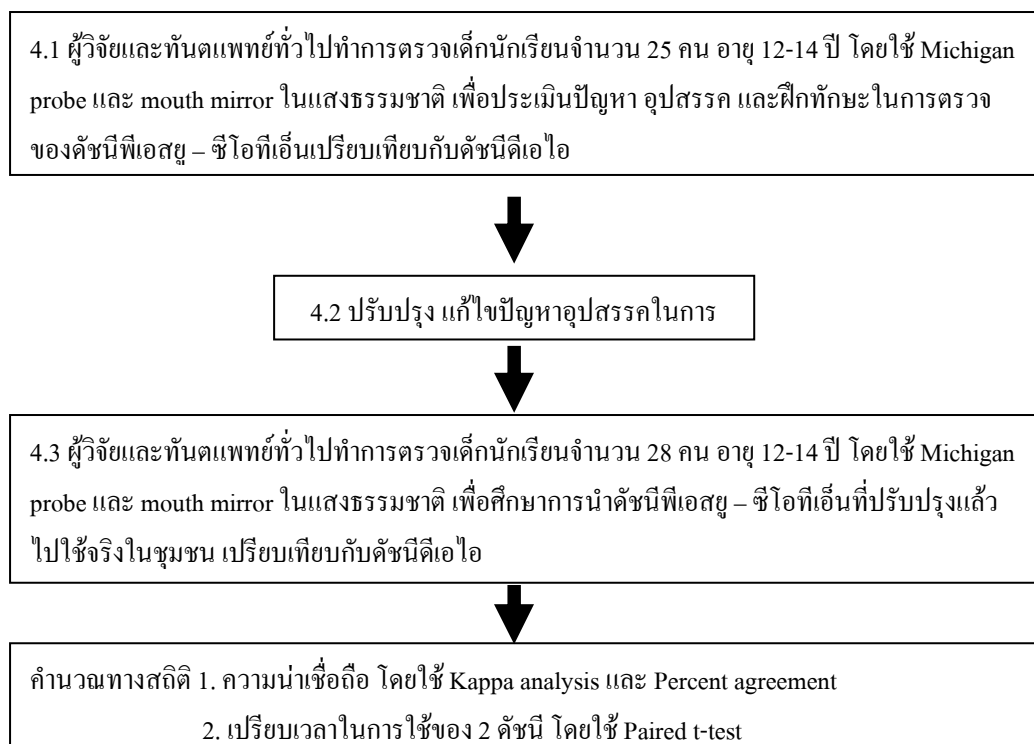 4.1 ผู้วิจัยและทันตแพทย์ทั่วไปทำการตรวจเด็กนักเรียนจำนวน 25 คน อายุ 12-14 ปี โดยใช้ Michigan
probe และ mouth mirror ในแสงธรรมชาติ เพื่อประเมินปัญหา อุปสรรค และฝึกทักษะในการตรวจ
ของดัชนีพีเอสยู – ซีโอทีเอ็นเปรียบเทียบกับดัชนีดีเอไอ
4.2 ปรับปรุง แก้ไขปัญหาอุปสรรคในการ
4.3 ผู้วิจัยและทันตแพทย์ทั่วไปทำการตรวจเด็กนักเรียนจำนวน 28 คน อายุ 12-14 ปี โดยใช้ Michigan
probe และ mouth mirror ในแสงธรรมชาติ เพื่อศึกษาการนำดัชนีพีเอสยู – ซีโอทีเอ็นที่ปรับปรุงแล้ว
ไปใช้จริงในชุมชน เปรียบเทียบกับดัชนีดีเอไอ
คำนวณทางสถิติ 1. ความน่าเชื่อถือ โดยใช้ Kappa analysis และ Percent agreement
2. เปรียบเวลาในการใช้ของ 2 ดัชนี โดยใช้ Paired t-test